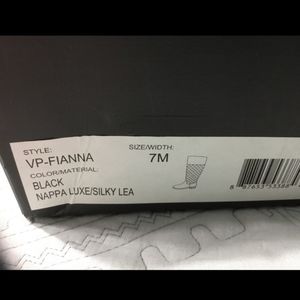 STYLE:
VP-FIANNA
SIZE/WIDTH:
7M
COLOR/MATERIAL:
BLACK
NAPPA LUXE/SILKY LEA